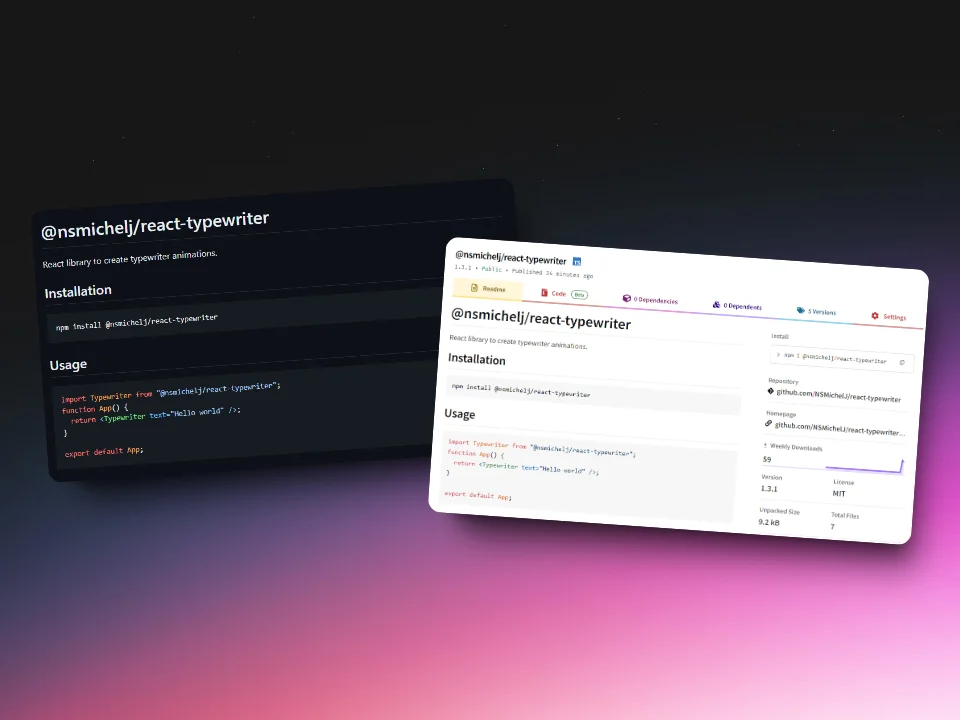 @nsmichelj/react-typewriter
React library to create typewriter animations.
Installation
npm install @nsmichelj/react-typewriter
Usage
import Typewriter from "@nsmichelj/react-typewriter";
function App() {
return <Typewriter text="Hello world" />;
}
export default App;
@nsmichelj/react-typewriter TS
1.3.1 • Public • Published 34 minutes ago
Readme
Code Beta
0 Dependencies
0 Dependents
5 Versions
Settings
@nsmichelj/react-typewriter
React library to create typewriter animations.
Installation
npm install @nsmichelj/react-typewriter
Usage
import Typewriter from "@nsmichelj/react-typewriter";
function App() {
return <Typewriter text="Hello world" />;
}
export default App;
Install
> npm i @nsmichelj/react-typewriter
Repository
github.com/NSMichelJ/react-typewriter
Homepage
github.com/NSMichelJ/react-typewriter...
Weekly Downloads
59
Version
1.3.1
License
MIT
Unpacked Size
9.2 kB
Total Files
7